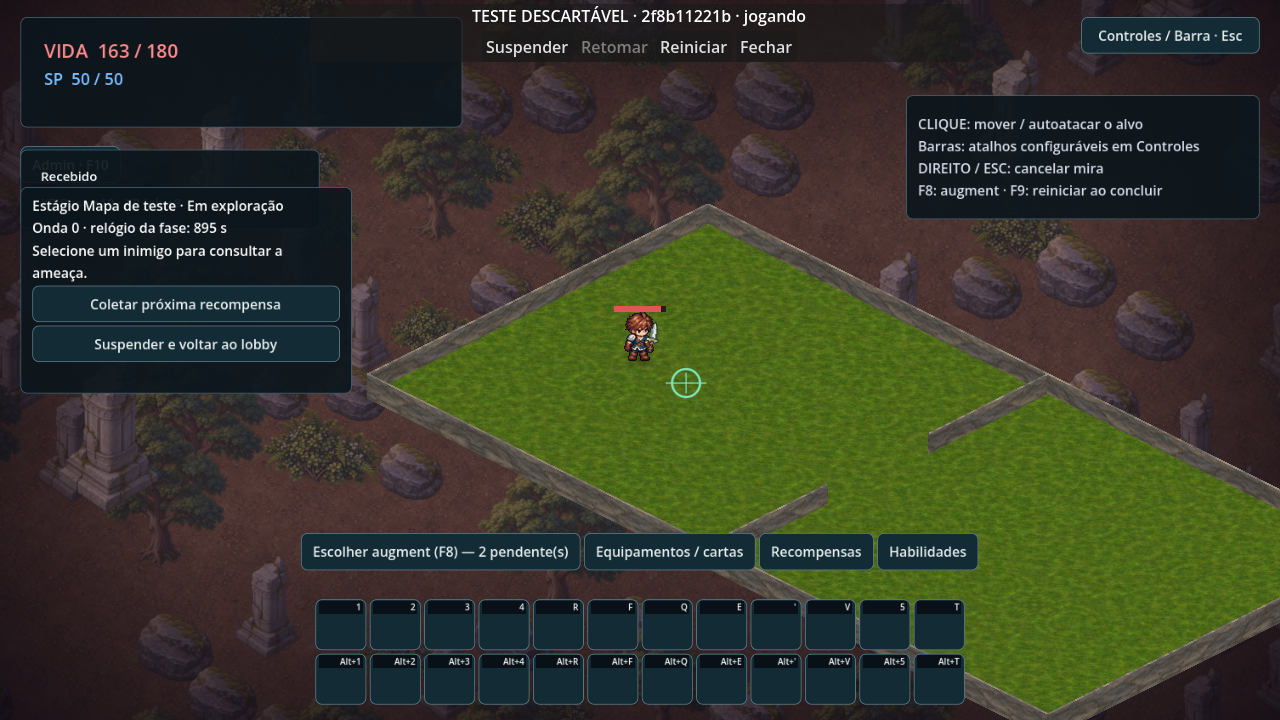 TESTE DESCARTÁVEL · 2f8b11221b · jogando
Suspender Retomar Reiniciar Fechar
VIDA 163 / 180
SP 50 / 50
Controles / Barra · Esc
CLIQUE: mover / autoatacar o alvo
Barras: atalhos configuráveis em Controles
DIREITO / ESC: cancelar mira
F8: augment · F9: reiniciar ao concluir
Admin · F10
Recebido
Estágio Mapa de teste · Em exploração
Onda 0 · relógio da fase: 895 s
Selecione um inimigo para consultar a
ameaça.
Coletar próxima recompensa
Suspender e voltar ao lobby
Escolher augment (F8) — 2 pendente(s)
Equipamentos / cartas
Recompensas
Habilidades
1 2 3 4 R F Q E ' V 5 T
Alt+1 Alt+2 Alt+3 Alt+4 Alt+R Alt+F Alt+Q Alt+E Alt+' Alt+V Alt+5 Alt+T